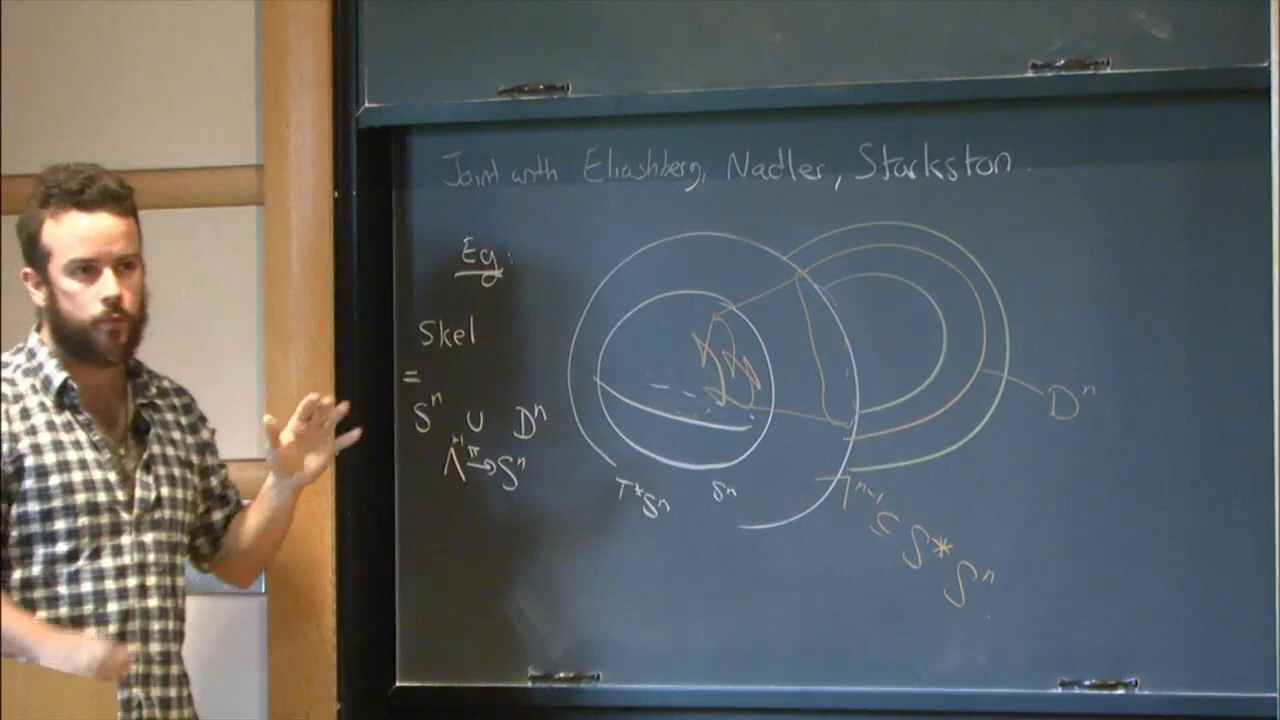 Joint with Eliashberg, Nadler, Starkston.
Eg:
Skel
=
Sⁿ ∪ Dⁿ
Λⁿ⁻¹ →π Sⁿ
T*Sⁿ
Sⁿ
Dⁿ
Λⁿ⁻¹ ⊆ S*Sⁿ